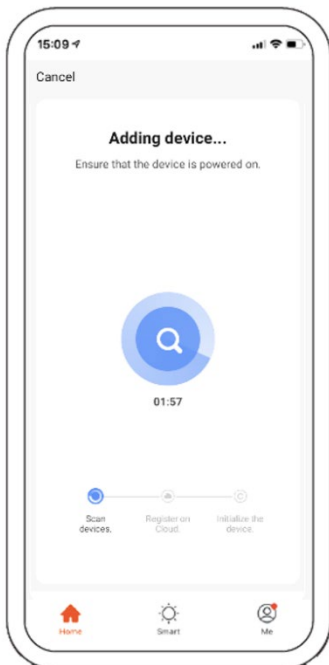 15:09
Cancel
Adding device...
Ensure that the device is powered on.
01:57
Scan
devices.
Register on
Cloud.
Initialize the
device.
Home
Smart
Me